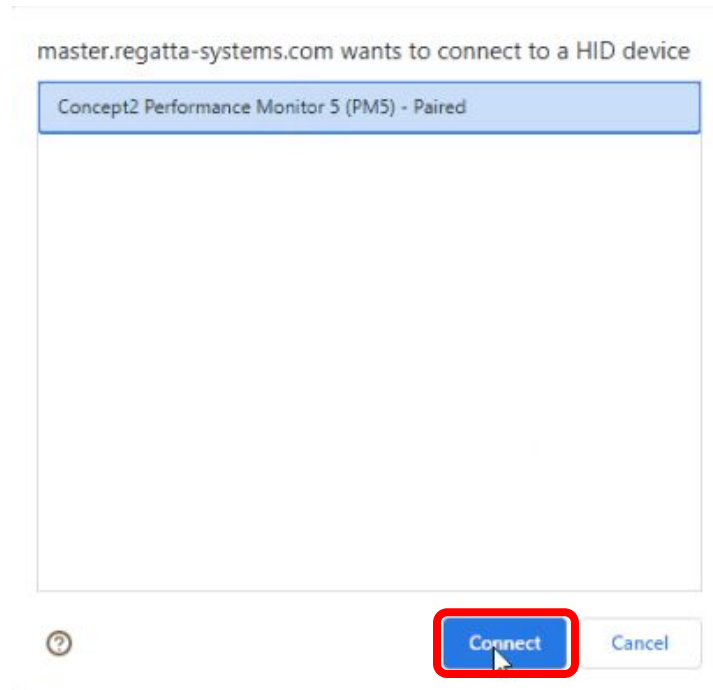 master.regatta-systems.com wants to connect to a HID device
Concept2 Performance Monitor 5 (PM5) - Paired
?
Connect
Cancel